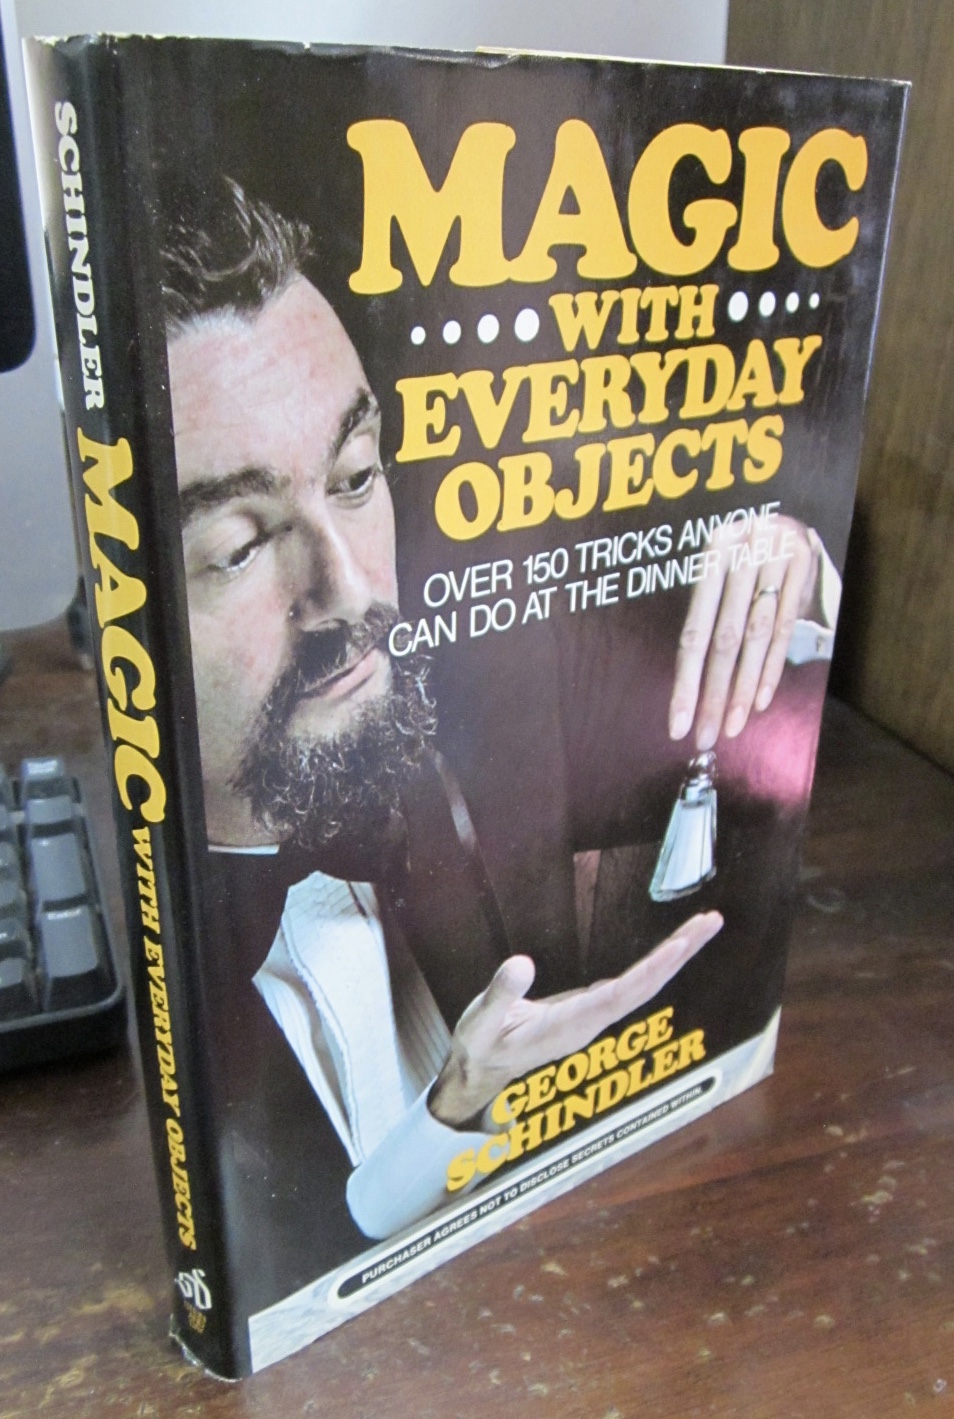 SCHINDLER MAGIC WITH EVERYDAY OBJECTS
MAGIC
WITH
EVERYDAY
OBJECTS
OVER 150 TRICKS ANYONE
CAN DO AT THE DINNER TABLE
GEORGE
SCHINDLER
PURCHASER AGREES NOT TO DISCLOSE SECRETS CONTAINED WITHIN.